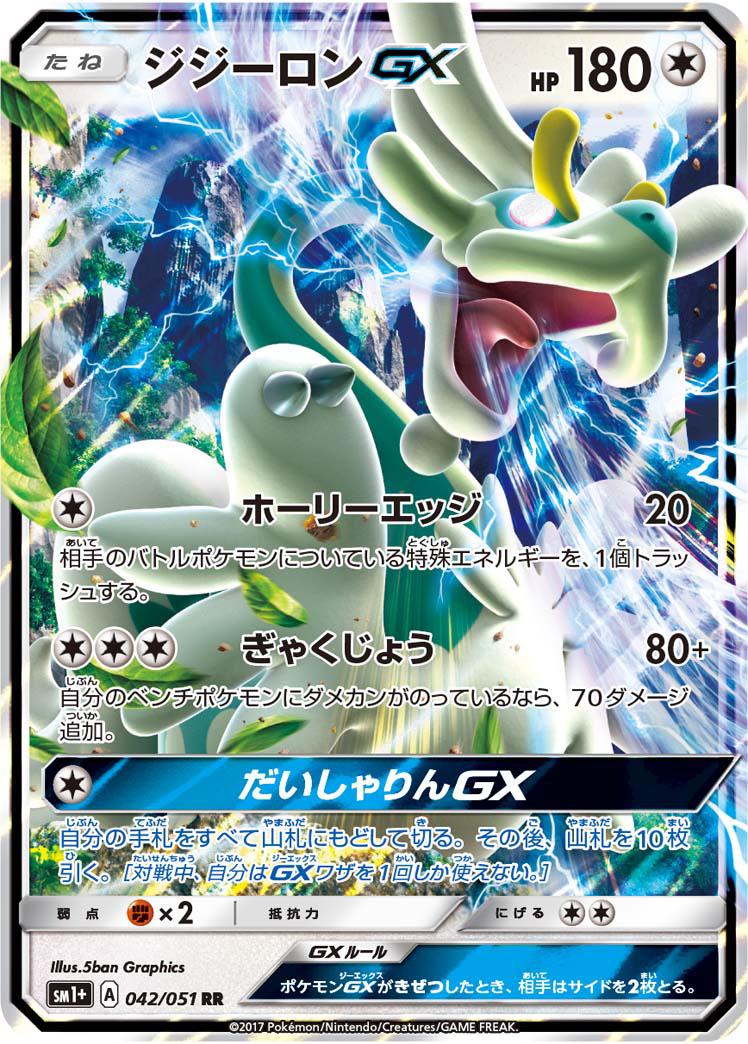 たね ジジーロンGX HP 180
ホーリーエッジ 20
相手のバトルポケモンについている特殊エネルギーを、1個トラッ
シュする。
ぎゃくじょう 80+
自分のベンチポケモンにダメカンがのっているなら、70ダメージ
追加。
だいしゃりんGX
自分の手札をすべて山札にもどして切る。その後、山札を10枚
引く。[対戦中、自分はGXワザを1回しか使えない。]
弱点 ×2 抵抗力 にげる
Illus.5ban Graphics
GXルール
ポケモンGXがきぜつしたとき、相手はサイドを2枚とる。
SM1+ A 042/051 RR
©2017 Pokémon/Nintendo/Creatures/GAME FREAK.